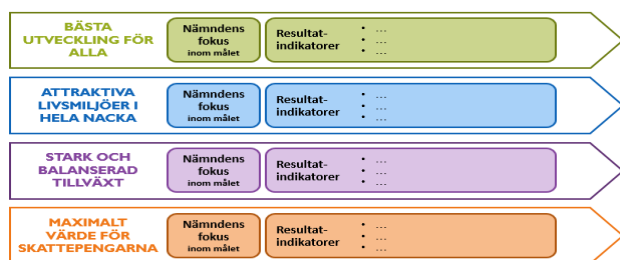 BÄSTA
UTVECKLING FÖR
ALLA
Nämndens
fokus
inom målet
Resultat-
indikatorer
• ...
• ...
• ...
ATTRAKTIVA
LIVSMILJÖER I
HELA NACKA
Nämndens
fokus
inom målet
Resultat-
indikatorer
• ...
• ...
• ...
STARK OCH
BALANSERAD
TILLVÄXT
Nämndens
fokus
inom målet
Resultat-
indikatorer
• ...
• ...
• ...
MAXIMALT
VÄRDE FÖR
SKATTEPENGARNA
Nämndens
fokus
inom målet
Resultat-
indikatorer
• ...
• ...
• ...